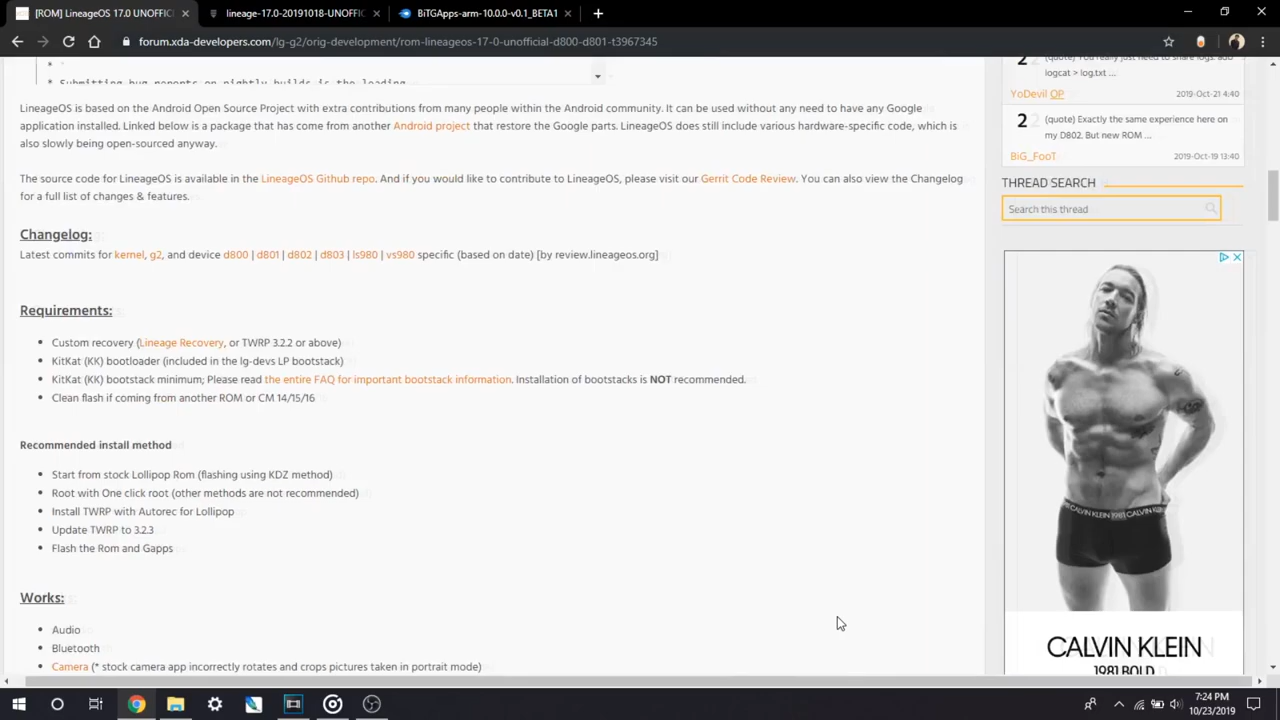 [ROM] LineageOS 17.0 UNOFFICI
lineage-17.0-20191018-UNOFFIC
BiTGApps-arm-10.0.0-v0.1_BETA1
forum.xda-developers.com/lg-g2/orig-development/rom-lineageos-17-0-unofficial-d800-d801-t3967345
* Submitting bug reports on nightly builds is the leading
LineageOS is based on the Android Open Source Project with extra contributions from many people within the Android community. It can be used without any need to have any Google
application installed. Linked below is a package that has come from another Android project that restore the Google parts. LineageOS does still include various hardware-specific code, which is
also slowly being open-sourced anyway.
The source code for LineageOS is available in the LineageOS Github repo. And if you would like to contribute to LineageOS, please visit our Gerrit Code Review. You can also view the Changelog
for a full list of changes & features.
Changelog:
Latest commits for kernel, g2, and device d800 | d801 | d802 | d803 | ls980 | vs980 specific (based on date) [by review.lineageos.org]
Requirements:
• Custom recovery (Lineage Recovery, or TWRP 3.2.2 or above)
• KitKat (KK) bootloader (included in the lg-devs LP bootstack)
• KitKat (KK) bootstack minimum; Please read the entire FAQ for important bootstack information. Installation of bootstacks is NOT recommended.
• Clean flash if coming from another ROM or CM 14/15/16
Recommended install method
• Start from stock Lollipop Rom (flashing using KDZ method)
• Root with One click root (other methods are not recommended)
• Install TWRP with Autorec for Lollipop
• Update TWRP to 3.2.3
• Flash the Rom and Gapps
Works:
• Audio
• Bluetooth
• Camera (* stock camera app incorrectly rotates and crops pictures taken in portrait mode)
2 (quote) You really just need to share logs. adb
logcat > log.txt ...
YoDevil OP 2019-Oct-21 4:40
2 (quote) Exactly the same experience here on
my D802. But new ROM ...
BiG_FooT 2019-Oct-19 13:40
THREAD SEARCH
Search this thread
CALVIN KLEIN 1981 BOLD
CALVIN KLEIN
1981 BOLD
7:24 PM
10/23/2019